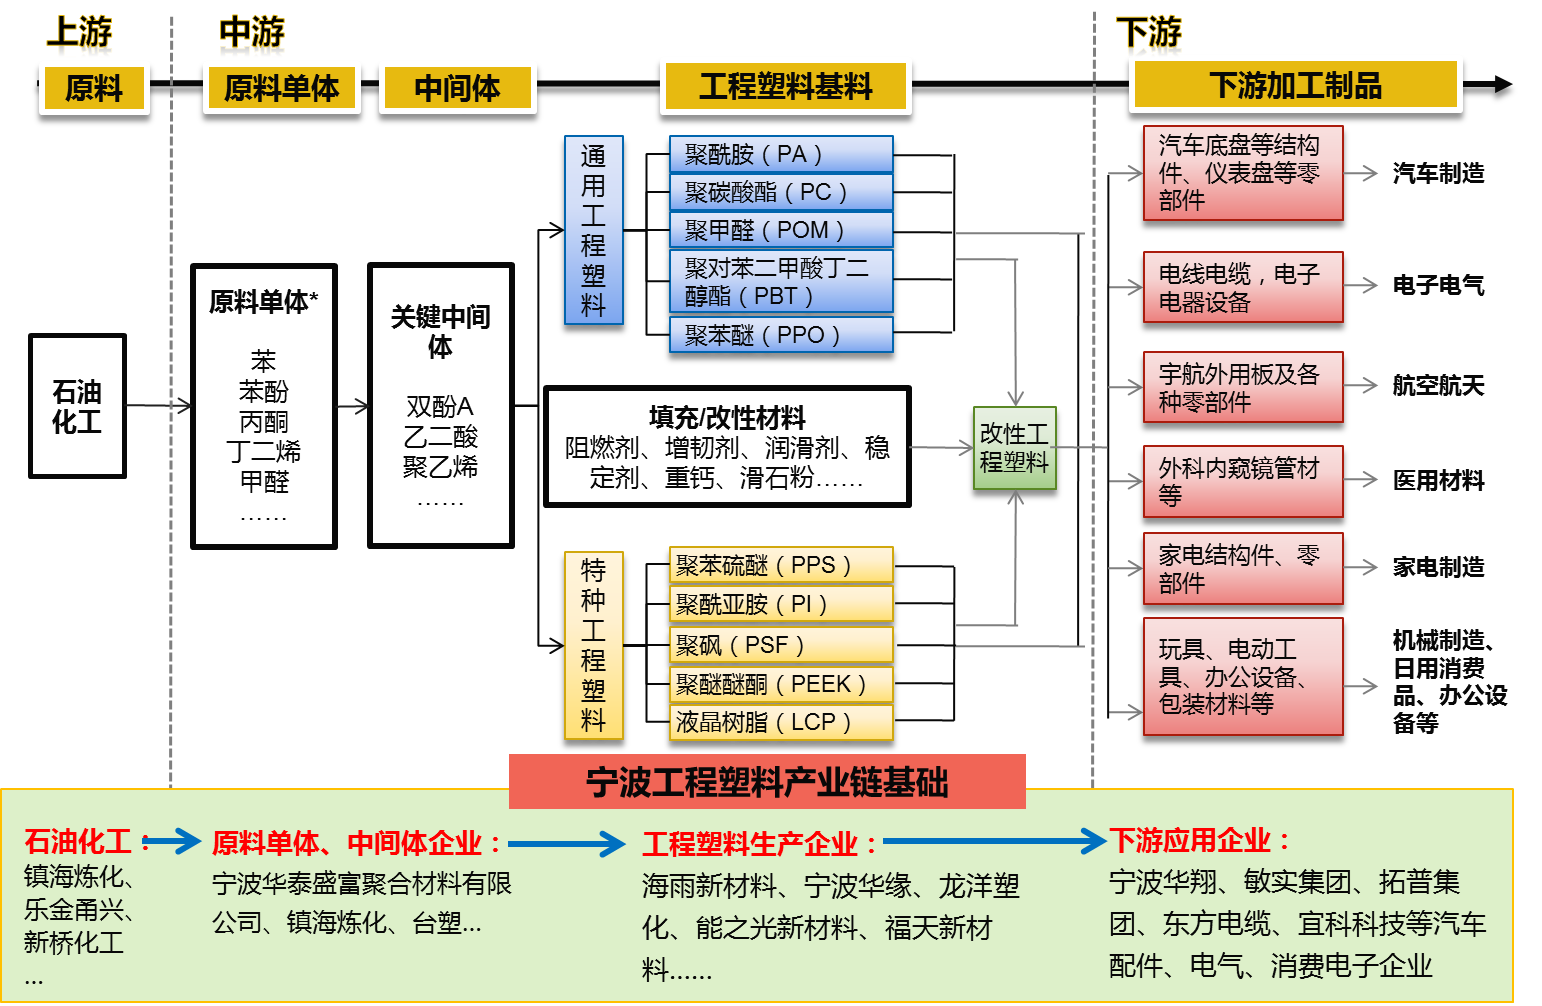 上游
中游
下游
原料
原料单体
中间体
工程塑料基料
下游加工制品
石油
化工
原料单体*
苯
苯酚
丙酮
丁二烯
甲醛
……
关键中间
体
双酚A
乙二酸
聚乙烯
……
通
用
工
程
塑
料
聚酰胺（PA）
聚碳酸酯（PC）
聚甲醛（POM）
聚对苯二甲酸丁二
醇酯（PBT）
聚苯醚（PPO）
填充/改性材料
阻燃剂、增韧剂、润滑剂、稳
定剂、重钙、滑石粉……
特
种
工
程
塑
料
聚苯硫醚（PPS）
聚酰亚胺（PI）
聚砜（PSF）
聚醚醚酮（PEEK）
液晶树脂（LCP）
改性工
程塑料
汽车底盘等结构
件、仪表盘等零
部件
汽车制造
电线电缆，电子
电器设备
电子电气
宇航外用板及各
种零部件
航空航天
外科内窥镜管材
等
医用材料
家电结构件、零
部件
家电制造
玩具、电动工
具、办公设备、
包装材料等
机械制造、
日用消费
品、办公设
备等
宁波工程塑料产业链基础
石油化工：
镇海炼化、
乐金甬兴、
新桥化工
...
原料单体、中间体企业：
宁波华泰盛富聚合材料有限
公司、镇海炼化、台塑...
工程塑料生产企业：
海雨新材料、宁波华缘、龙洋塑
化、能之光新材料、福天新材
料......
下游应用企业：
宁波华翔、敏实集团、拓普集
团、东方电缆、宜科科技等汽车
配件、电气、消费电子企业